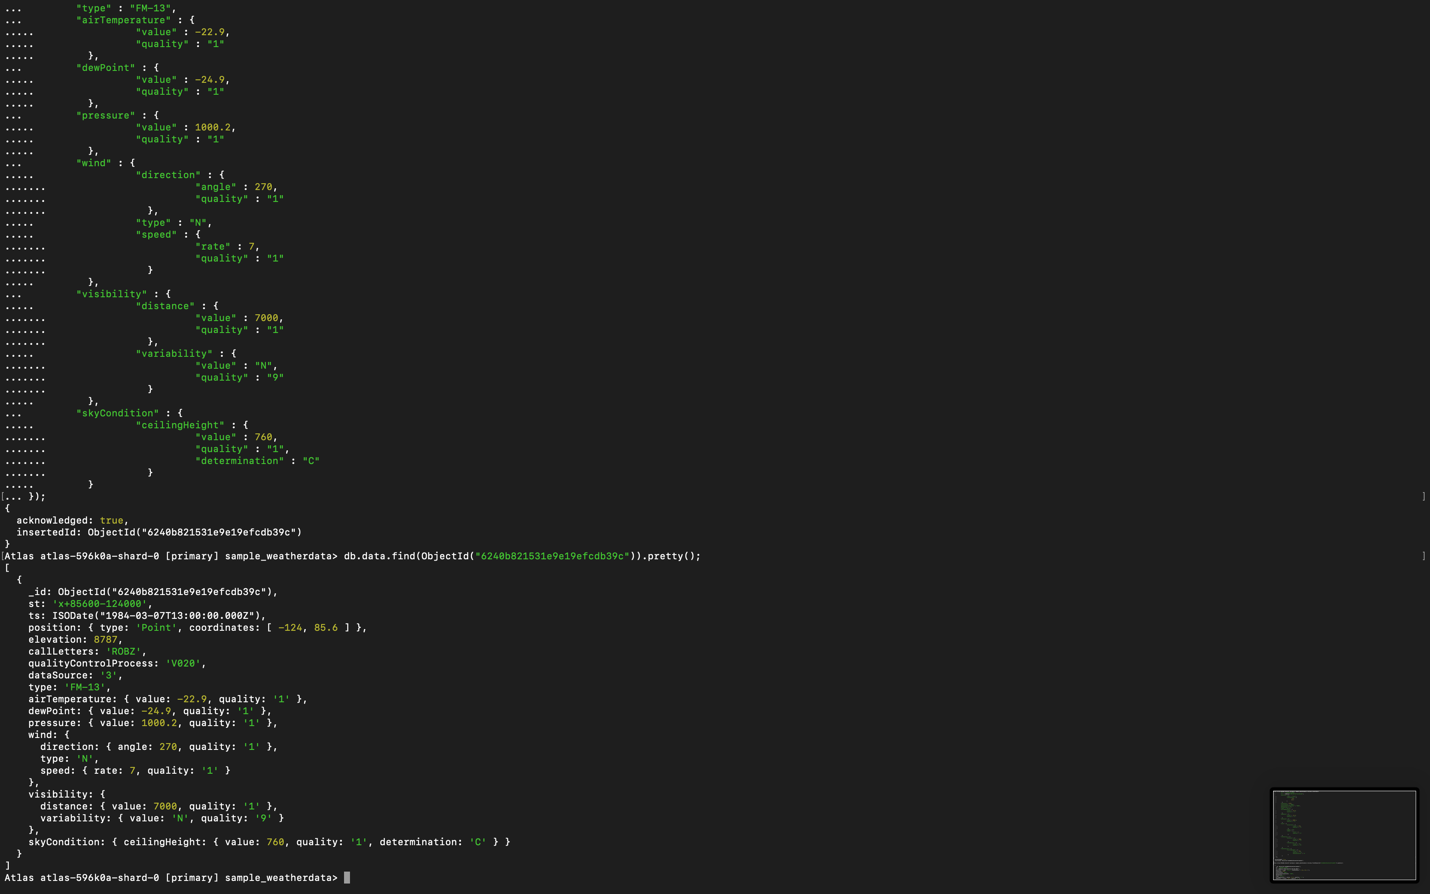 ... "type" : "FM-13",
... "airTemperature" : {
..... "value" : -22.9,
..... "quality" : "1"
..... },
... "dewPoint" : {
..... "value" : -24.9,
..... "quality" : "1"
..... },
... "pressure" : {
..... "value" : 1000.2,
..... "quality" : "1"
..... },
... "wind" : {
..... "direction" : {
....... "angle" : 270,
....... "quality" : "1"
....... },
..... "type" : "N",
..... "speed" : {
....... "rate" : 7,
....... "quality" : "1"
....... }
..... },
... "visibility" : {
..... "distance" : {
....... "value" : 7000,
....... "quality" : "1"
....... },
..... "variability" : {
....... "value" : "N",
....... "quality" : "9"
....... }
..... },
... "skyCondition" : {
..... "ceilingHeight" : {
....... "value" : 760,
....... "quality" : "1",
....... "determination" : "C"
....... }
..... }
[... }); ]
{
acknowledged: true,
insertedId: ObjectId("6240b821531e9e19efcdb39c")
}
[Atlas atlas-596k0a-shard-0 [primary] sample_weatherdata> db.data.find(ObjectId("6240b821531e9e19efcdb39c")).pretty(); ]
[
{
_id: ObjectId("6240b821531e9e19efcdb39c"),
st: 'x+85600-124000',
ts: ISODate("1984-03-07T13:00:00.000Z"),
position: { type: 'Point', coordinates: [ -124, 85.6 ] },
elevation: 8787,
callLetters: 'ROBZ',
qualityControlProcess: 'V020',
dataSource: '3',
type: 'FM-13',
airTemperature: { value: -22.9, quality: '1' },
dewPoint: { value: -24.9, quality: '1' },
pressure: { value: 1000.2, quality: '1' },
wind: {
direction: { angle: 270, quality: '1' },
type: 'N',
speed: { rate: 7, quality: '1' }
},
visibility: {
distance: { value: 7000, quality: '1' },
variability: { value: 'N', quality: '9' }
},
skyCondition: { ceilingHeight: { value: 760, quality: '1', determination: 'C' } }
}
]
Atlas atlas-596k0a-shard-0 [primary] sample_weatherdata>